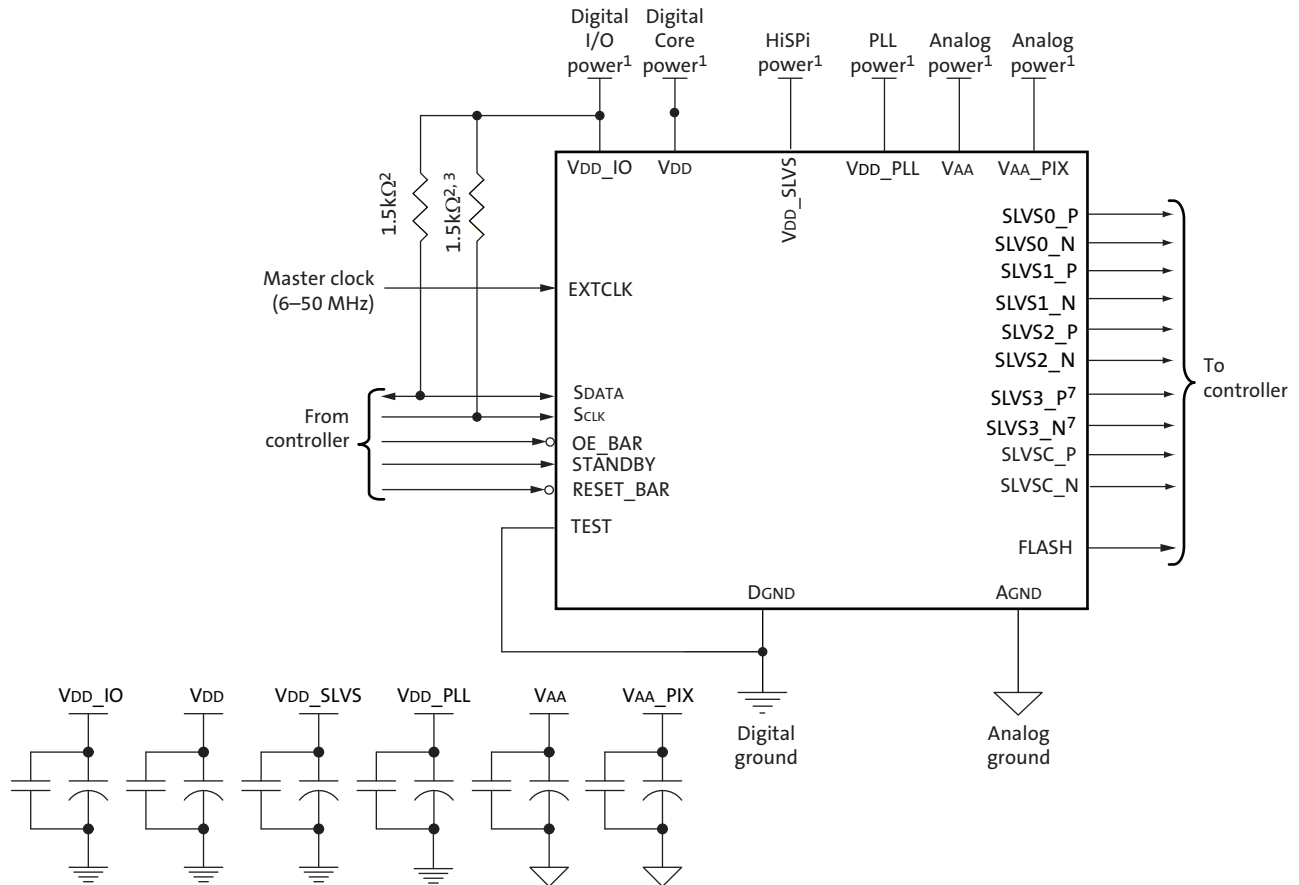 Digital
I/O
power1
Digital
Core
power1
HiSPi
power1
PLL
power1
Analog
power1
Analog
power1
VDD_IO
VDD
VDD_SLVS
VDD_PLL
VAA
VAA_PIX
1.5kΩ2
1.5kΩ2, 3
Master clock
(6–50 MHz)
EXTCLK
From
controller
SDATA
SCLK
OE_BAR
STANDBY
RESET_BAR
TEST
SLVS0_P
SLVS0_N
SLVS1_P
SLVS1_N
SLVS2_P
SLVS2_N
SLVS3_P7
SLVS3_N7
SLVSC_P
SLVSC_N
FLASH
To
controller
DGND
AGND
Digital
ground
Analog
ground
VDD_IO
VDD
VDD_SLVS
VDD_PLL
VAA
VAA_PIX